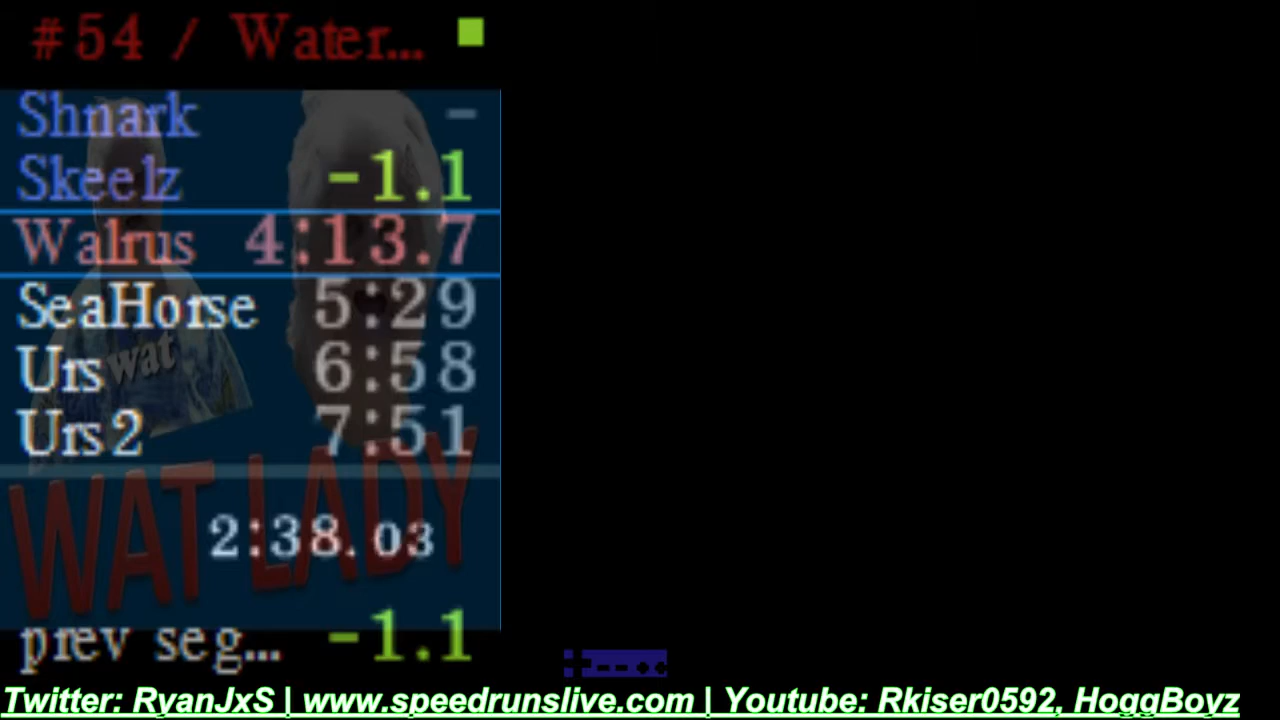 #54 / Water...
Shnark -
Skeelz -1.1
Walrus 4:13.7
SeaHorse 5:29
Urs 6:58
wat
Urs2 7:51
WAT LADY
2:38.03
prev seg... -1.1
Twitter: RyanJxS | www.speedrunslive.com | Youtube: Rkiser0592, HoggBoyz